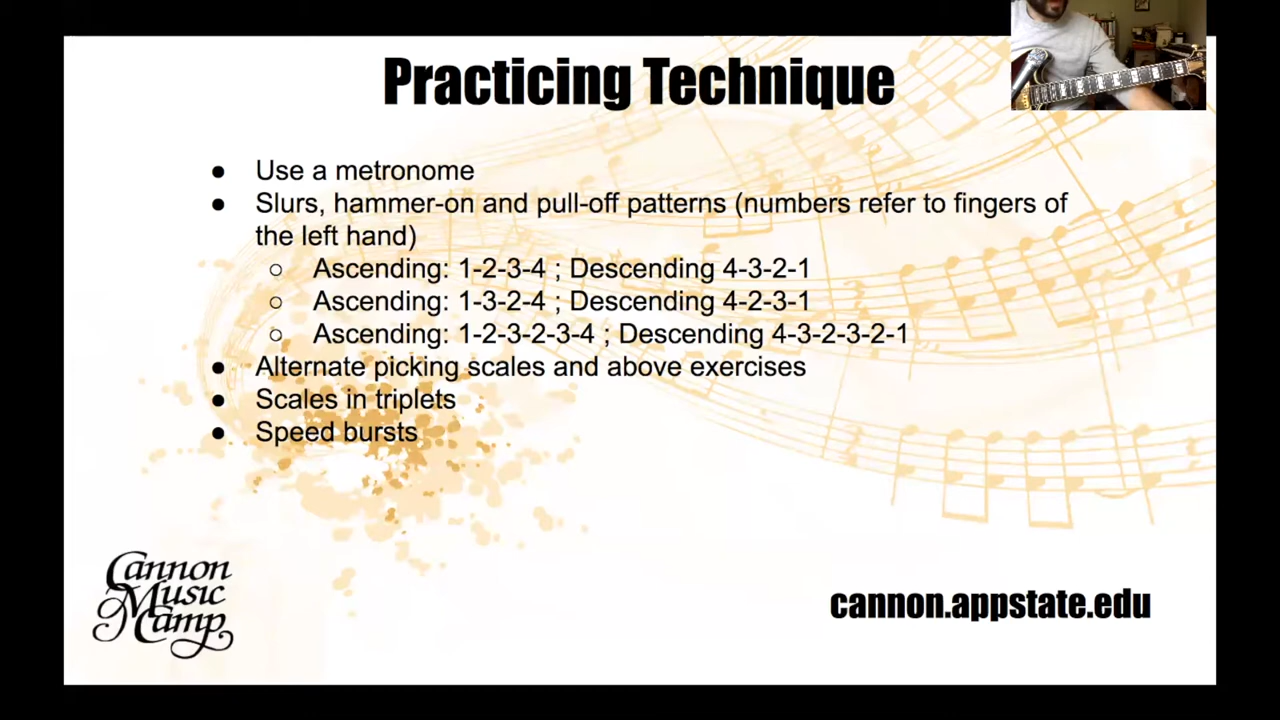 Practicing Technique
● Use a metronome
● Slurs, hammer-on and pull-off patterns (numbers refer to fingers of
the left hand)
○ Ascending: 1-2-3-4 ; Descending 4-3-2-1
○ Ascending: 1-3-2-4 ; Descending 4-2-3-1
○ Ascending: 1-2-3-2-3-4 ; Descending 4-3-2-3-2-1
● Alternate picking scales and above exercises
● Scales in triplets
● Speed bursts
Cannon
Music
Camp
cannon.appstate.edu